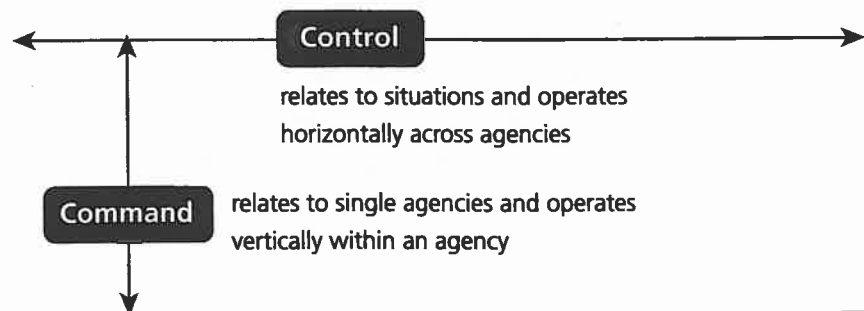 Control
relates to situations and operates
horizontally across agencies
Command
relates to single agencies and operates
vertically within an agency